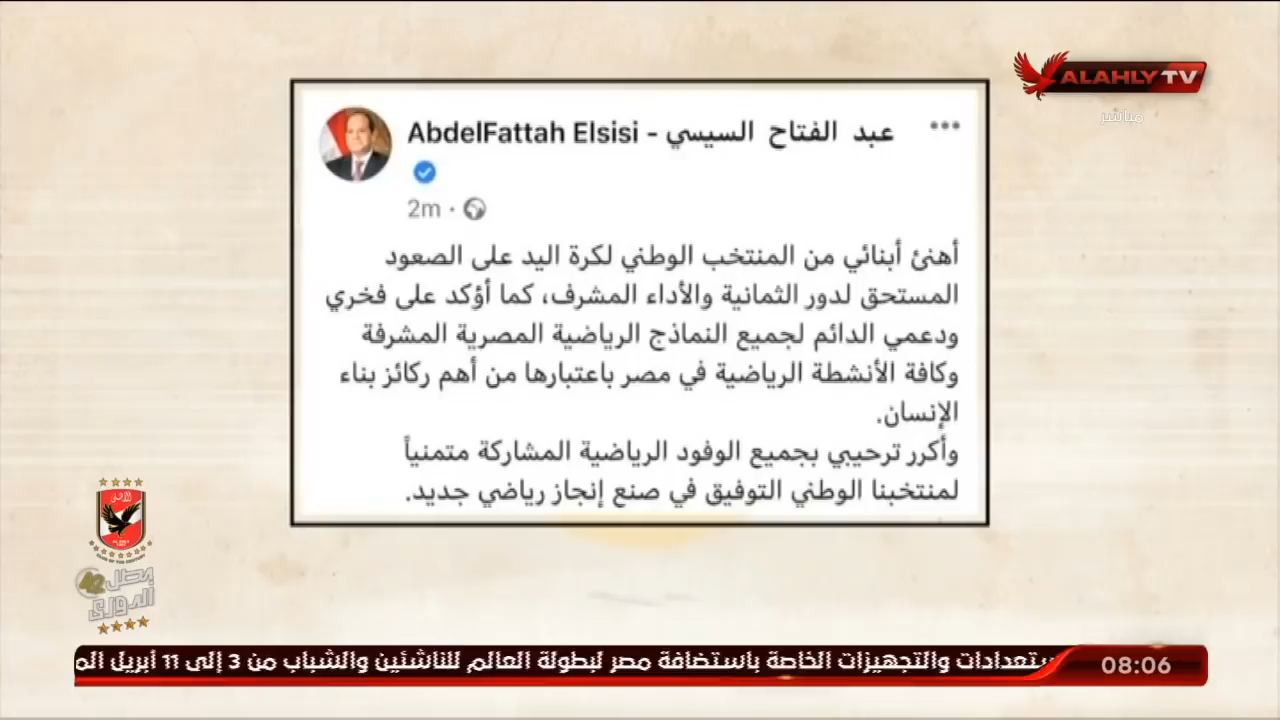 ALAHLY TV
مباشر
AbdelFattah Elsisi - عبد الفتاح السيسي
2m
أهنئ أبنائي من المنتخب الوطني لكرة اليد على الصعود
المستحق لدور الثمانية والأداء المشرف، كما أؤكد على فخري
ودعمي الدائم لجميع النماذج الرياضية المصرية المشرفة
وكافة الأنشطة الرياضية في مصر باعتبارها من أهم ركائز بناء
الإنسان.
وأكرر ترحيبي بجميع الوفود الرياضية المشاركة متمنياً
لمنتخبنا الوطني التوفيق في صنع إنجاز رياضي جديد.
الأهلي
بطل
42
الدوري
ستعدادات والتجهيزات الخاصة باستضافة مصر لبطولة العالم للناشئين والشباب من 3 إلى 11 أبريل الم
08:06